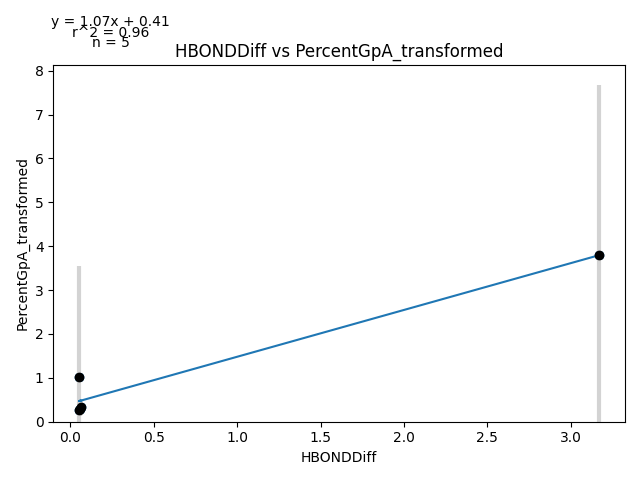 y = 1.07x + 0.41
r^2 = 0.96
n = 5
HBONDDiff vs PercentGpA_transformed
8
7
6
5
4
3
2
1
0
PercentGpA_transformed
0.0 0.5 1.0 1.5 2.0 2.5 3.0
HBONDDiff